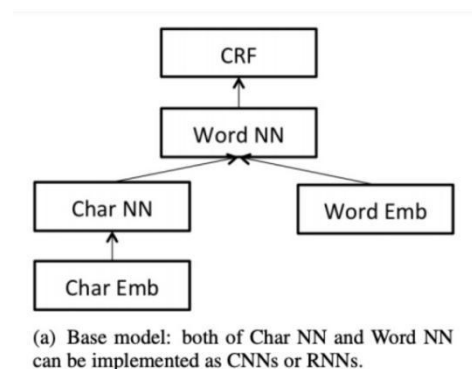 CRF
Word NN
Char NN
Word Emb
Char Emb
(a) Base model: both of Char NN and Word NN
can be implemented as CNNs or RNNs.